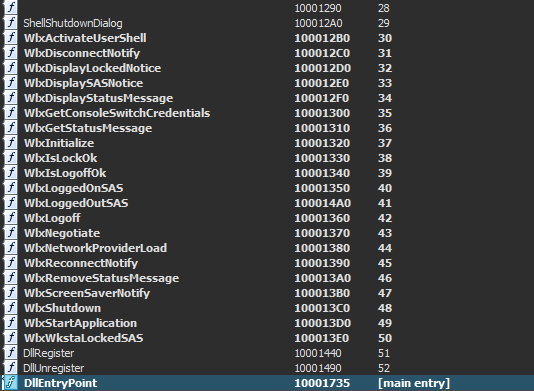 10001290 28
ShellShutdownDialog 100012A0 29
WlxActivateUserShell 100012B0 30
WlxDisconnectNotify 100012C0 31
WlxDisplayLockedNotice 100012D0 32
WlxDisplaySASNotice 100012E0 33
WlxDisplayStatusMessage 100012F0 34
WlxGetConsoleSwitchCredentials 10001300 35
WlxGetStatusMessage 10001310 36
WlxInitialize 10001320 37
WlxIsLockOk 10001330 38
WlxIsLogoffOk 10001340 39
WlxLoggedOnSAS 10001350 40
WlxLoggedOutSAS 100014A0 41
WlxLogoff 10001360 42
WlxNegotiate 10001370 43
WlxNetworkProviderLoad 10001380 44
WlxReconnectNotify 10001390 45
WlxRemoveStatusMessage 100013A0 46
WlxScreenSaverNotify 100013B0 47
WlxShutdown 100013C0 48
WlxStartApplication 100013D0 49
WlxWkstaLockedSAS 100013E0 50
DllRegister 10001440 51
DllUnregister 10001490 52
DllEntryPoint 10001735 [main entry]